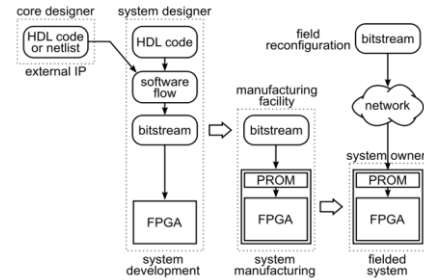 core designer
HDL code
or netlist
external IP
system designer
HDL code
software
flow
bitstream
FPGA
system
development
manufacturing
facility
bitstream
PROM
FPGA
system
manufacturing
field
reconfiguration
bitstream
network
system owner
PROM
FPGA
fielded
system